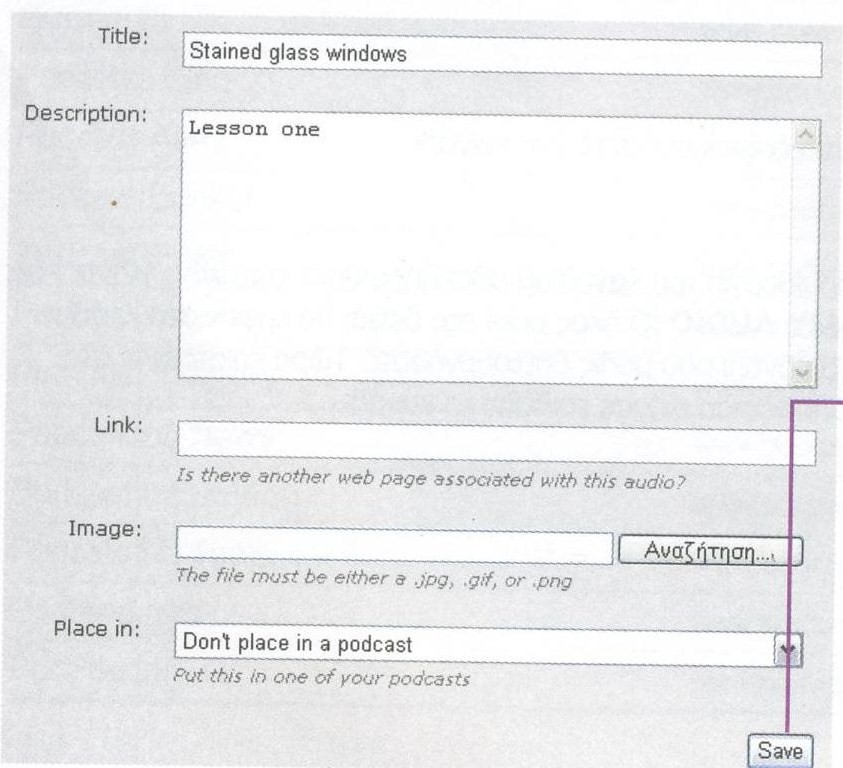 Title: Stained glass windows
Description: Lesson one
Link:
Is there another web page associated with this audio?
Image: Αναζήτηση...
The file must be either a .jpg, .gif, or .png
Place in: Don't place in a podcast
Put this in one of your podcasts
Save